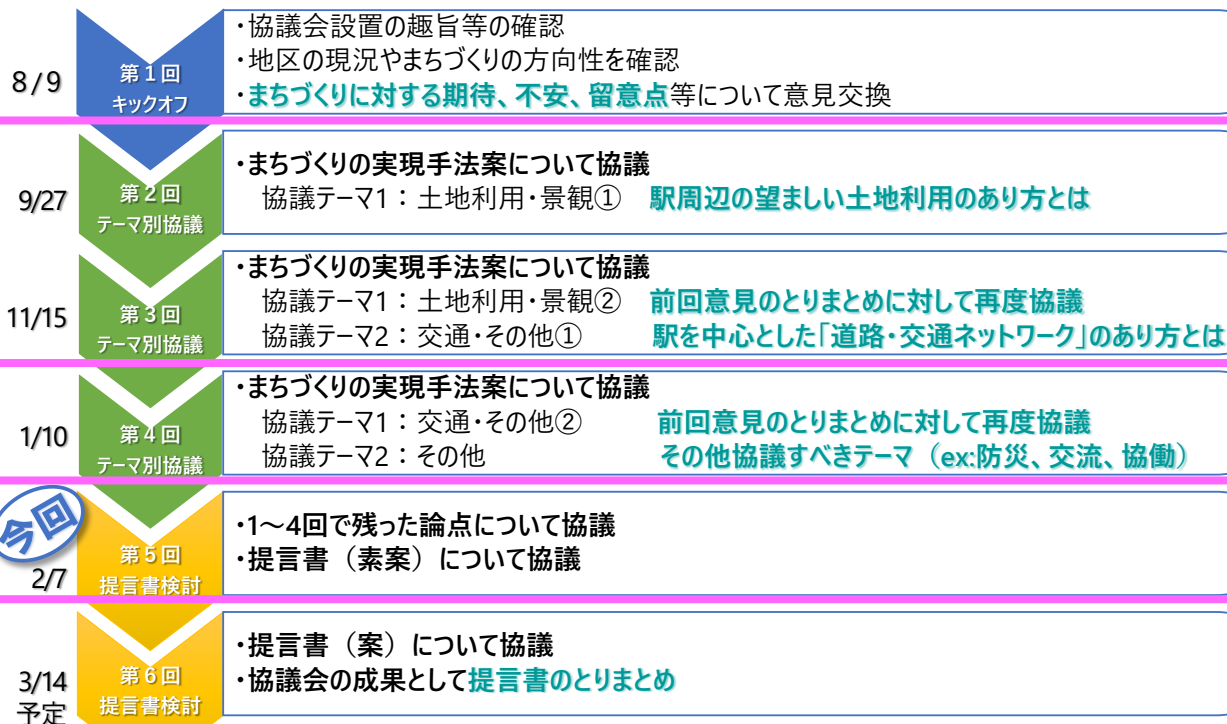 8/9
第1回
キックオフ
・協議会設置の趣旨等の確認
・地区の現況やまちづくりの方向性を確認
・まちづくりに対する期待、不安、留意点等について意見交換
9/27
第2回
テーマ別協議
・まちづくりの実現手法案について協議
協議テーマ1：土地利用・景観① 駅周辺の望ましい土地利用のあり方とは
11/15
第3回
テーマ別協議
・まちづくりの実現手法案について協議
協議テーマ1：土地利用・景観② 前回意見のとりまとめに対して再度協議
協議テーマ2：交通・その他① 駅を中心とした「道路・交通ネットワーク」のあり方とは
1/10
第4回
テーマ別協議
・まちづくりの実現手法案について協議
協議テーマ1：交通・その他② 前回意見のとりまとめに対して再度協議
協議テーマ2：その他 その他協議すべきテーマ（ex:防災、交流、協働）
今回
2/7
第5回
提言書検討
・1～4回で残った論点について協議
・提言書（素案）について協議
3/14
予定
第6回
提言書検討
・提言書（案）について協議
・協議会の成果として提言書のとりまとめ